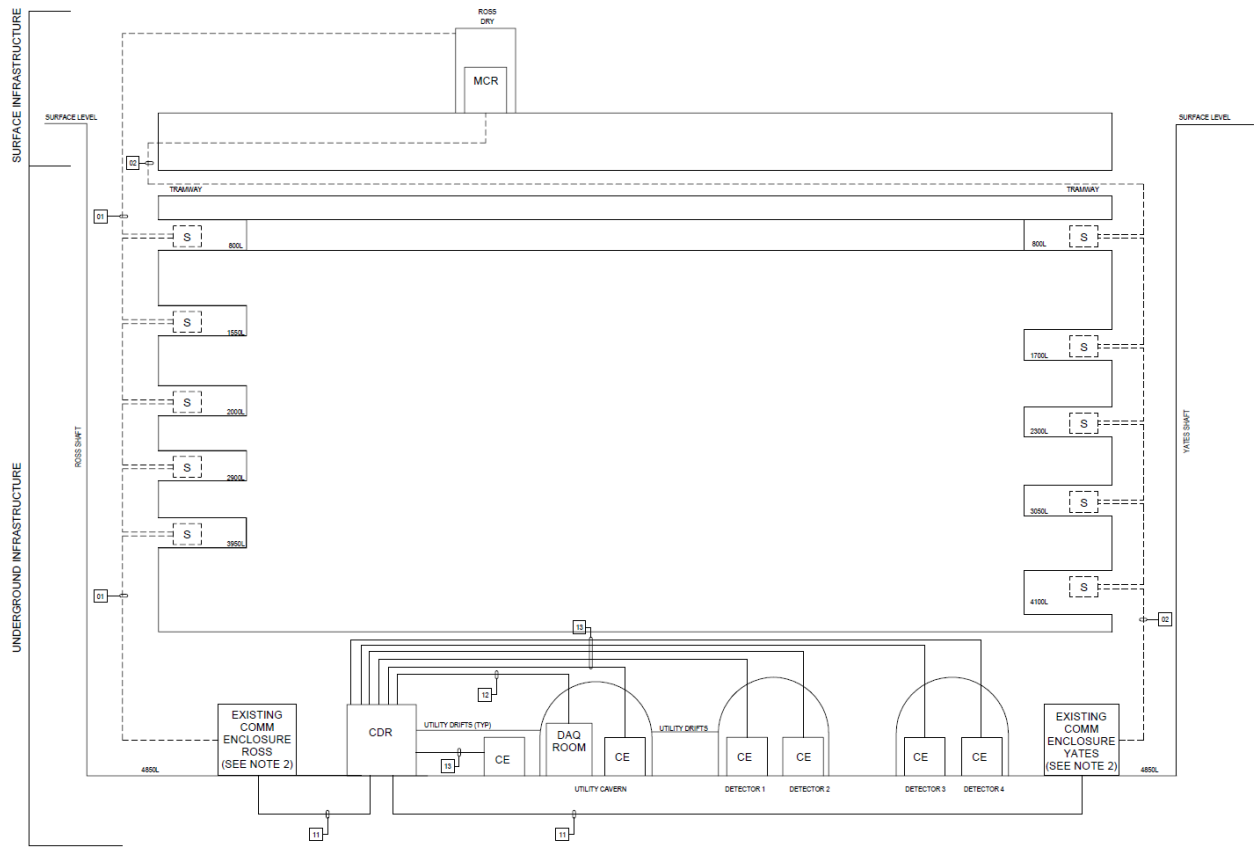 ROSS
DRY
MCR
SURFACE INFRASTRUCTURE
SURFACE LEVEL
SURFACE LEVEL
02
TRAMWAY
TRAMWAY
01
S
800L
S
800L
S
1550L
S
1700L
S
2000L
S
2300L
ROSS SHAFT
YATES SHAFT
S
2900L
S
3050L
S
3950L
S
4100L
UNDERGROUND INFRASTRUCTURE
01
02
13
12
EXISTING
COMM
ENCLOSURE
ROSS
(SEE NOTE 2)
CDR
UTILITY DRIFTS (TYP)
13
CE
DAQ
ROOM
CE
UTILITY DRIFTS
CE
CE
CE
CE
EXISTING
COMM
ENCLOSURE
YATES
(SEE NOTE 2)
4850L
4850L
UTILITY CAVERN
DETECTOR 1
DETECTOR 2
DETECTOR 3
DETECTOR 4
11
11